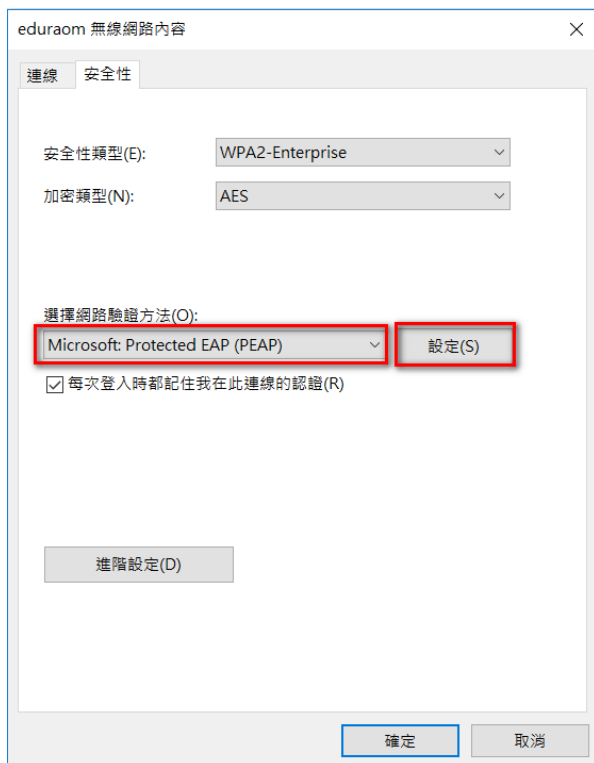 eduraom 無線網路內容
連線 安全性
安全性類型(E): WPA2-Enterprise
加密類型(N): AES
選擇網路驗證方法(O):
Microsoft: Protected EAP (PEAP) 設定(S)
每次登入時都記住我在此連線的認證(R)
進階設定(D)
確定 取消